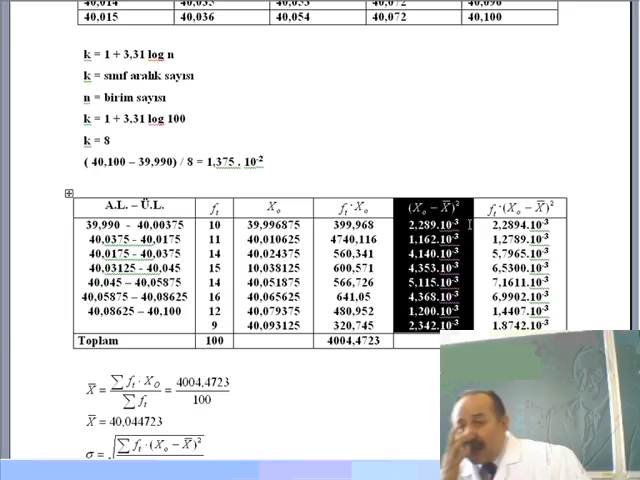 40,014 40,035 40,053 40,072 40,096
40,015 40,036 40,054 40,072 40,100
k = 1 + 3,31 log n
k = sınıf aralık sayısı
n = birim sayısı
k = 1 + 3,31 log 100
k = 8
( 40,100 – 39,990) / 8 = 1,375 . 10⁻²
A.L. – Ü.L. fₜ Xₒ fₜ · Xₒ (Xₒ – X̅)² fₜ · (Xₒ – X̅)²
39,990 - 40,00375 10 39,996875 399,968 2,289.10⁻³ 2,2894.10⁻³
40,0375 - 40,0175 11 40,010625 4740,116 1,162.10⁻³ 1,2789.10⁻³
40,0175 - 40,0375 14 40,024375 560,341 4,140.10⁻³ 5,7965.10⁻³
40,03125 - 40,045 15 10,038125 600,571 4,353.10⁻³ 6,5300.10⁻³
40,045 – 40,05875 14 40,051875 566,726 5,115.10⁻³ 7,1611.10⁻³
40,05875 – 40,08625 16 40,065625 641,05 4,368.10⁻³ 6,9902.10⁻³
40,08625 – 40,100 12 40,079375 480,952 1,200.10⁻³ 1,4407.10⁻³
9 40,093125 320,745 2,342.10⁻³ 1,8742.10⁻³
Toplam 100 4004,4723
X̅ = ∑ fₜ · X₀ / ∑ fₜ = 4004,4723 / 100
X̅ = 40,044723
σ = √ ∑ fₜ · (Xₒ – X̅)²